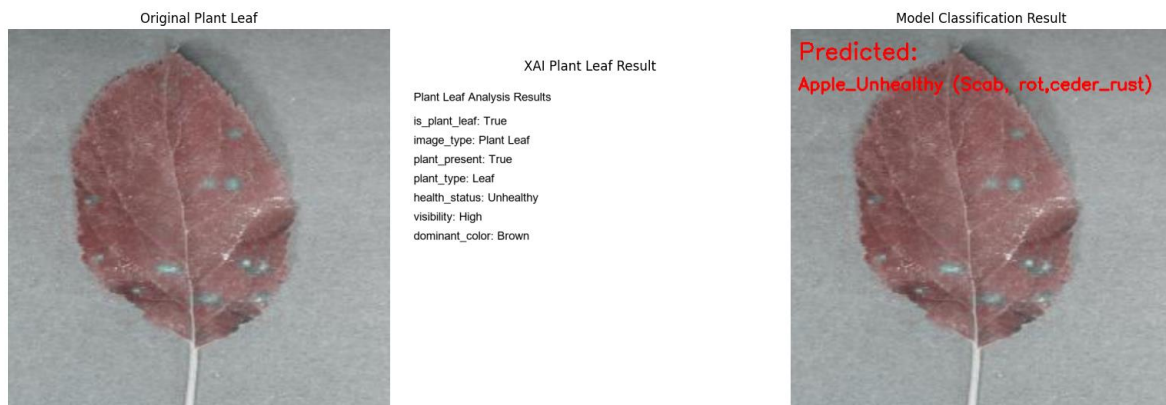 Original Plant Leaf
XAI Plant Leaf Result
Plant Leaf Analysis Results
is_plant_leaf: True
image_type: Plant Leaf
plant_present: True
plant_type: Leaf
health_status: Unhealthy
visibility: High
dominant_color: Brown
Model Classification Result
Predicted:
Apple_Unhealthy (Scab, rot,ceder_rust)